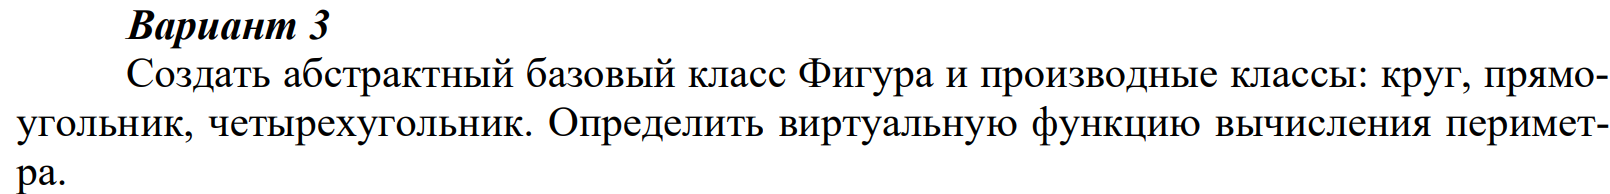 Вариант 3
Создать абстрактный базовый класс Фигура и производные классы: круг, прямо-
угольник, четырехугольник. Определить виртуальную функцию вычисления перимет-
ра.